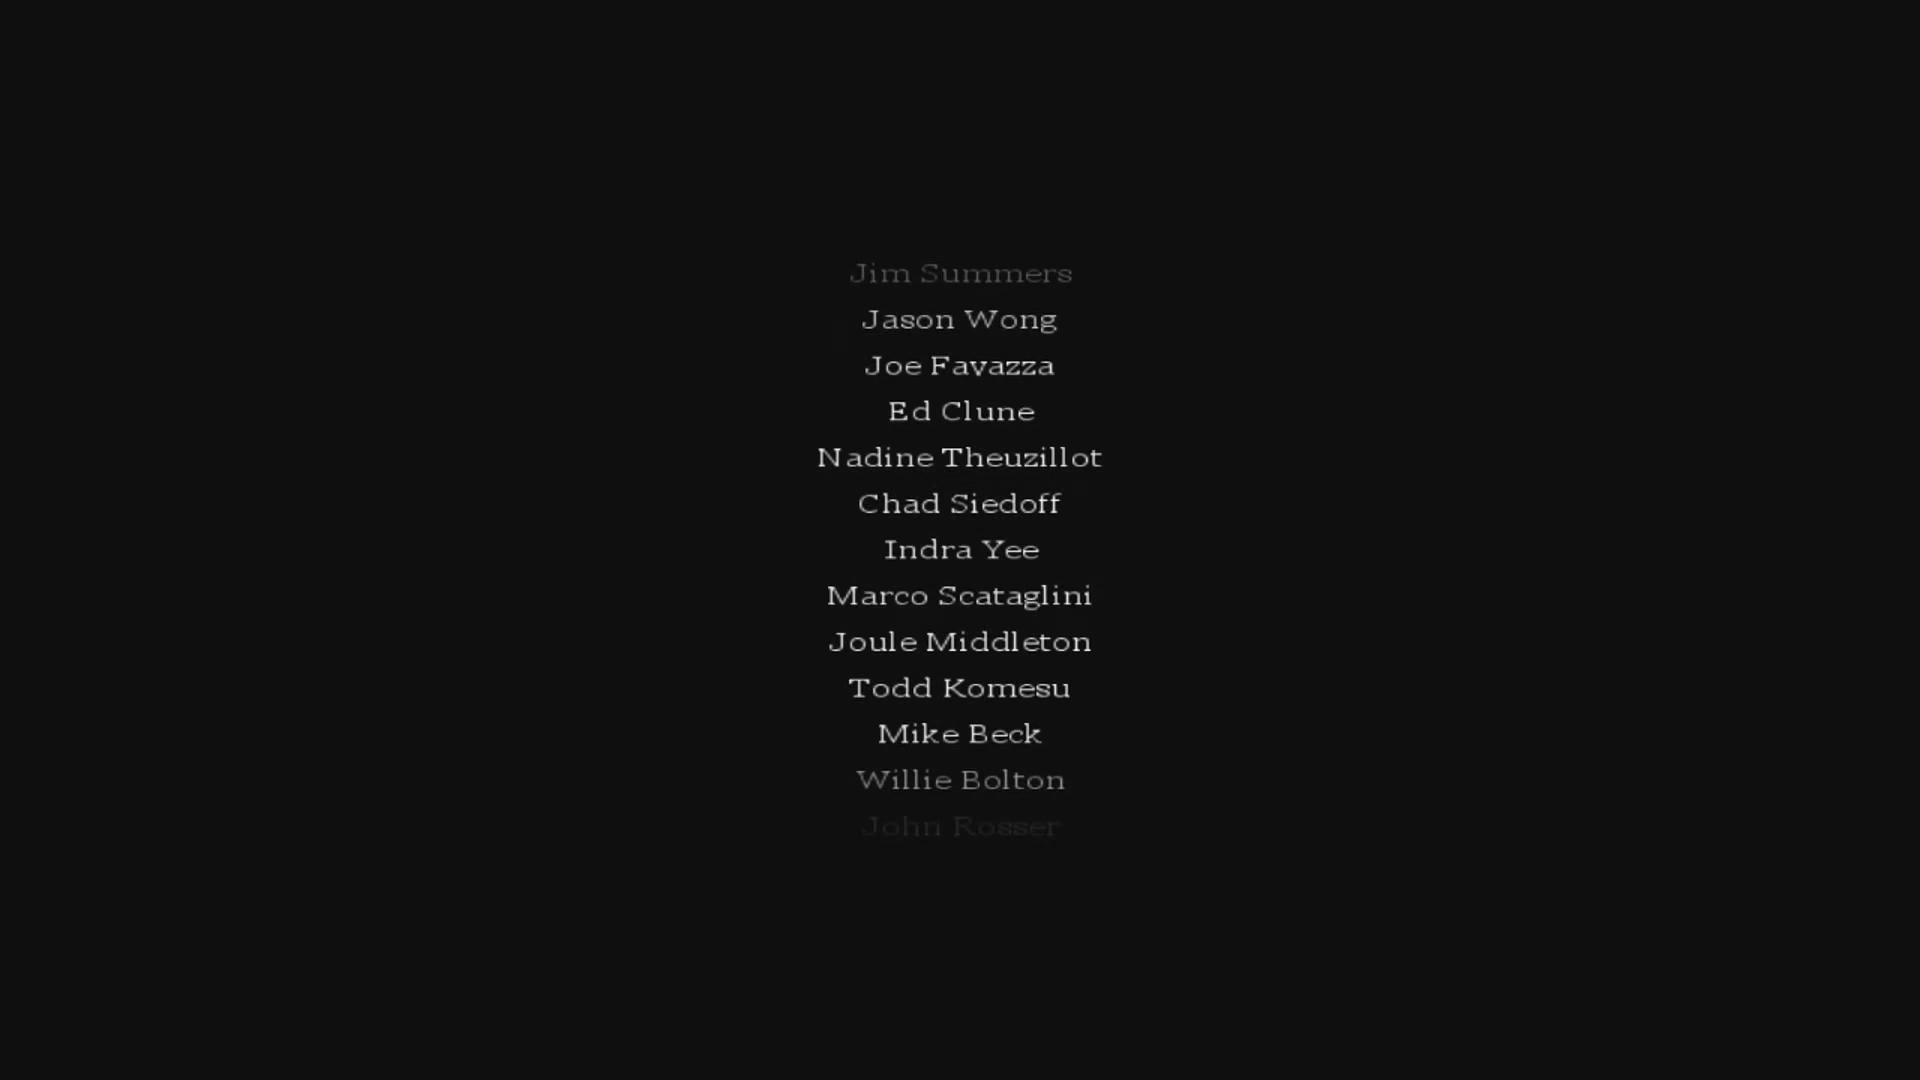 Jim Summers
Jason Wong
Joe Favazza
Ed Clune
Nadine Theuzillot
Chad Siedoff
Indra Yee
Marco Scataglini
Joule Middleton
Todd Komesu
Mike Beck
Willie Bolton
John Rosser